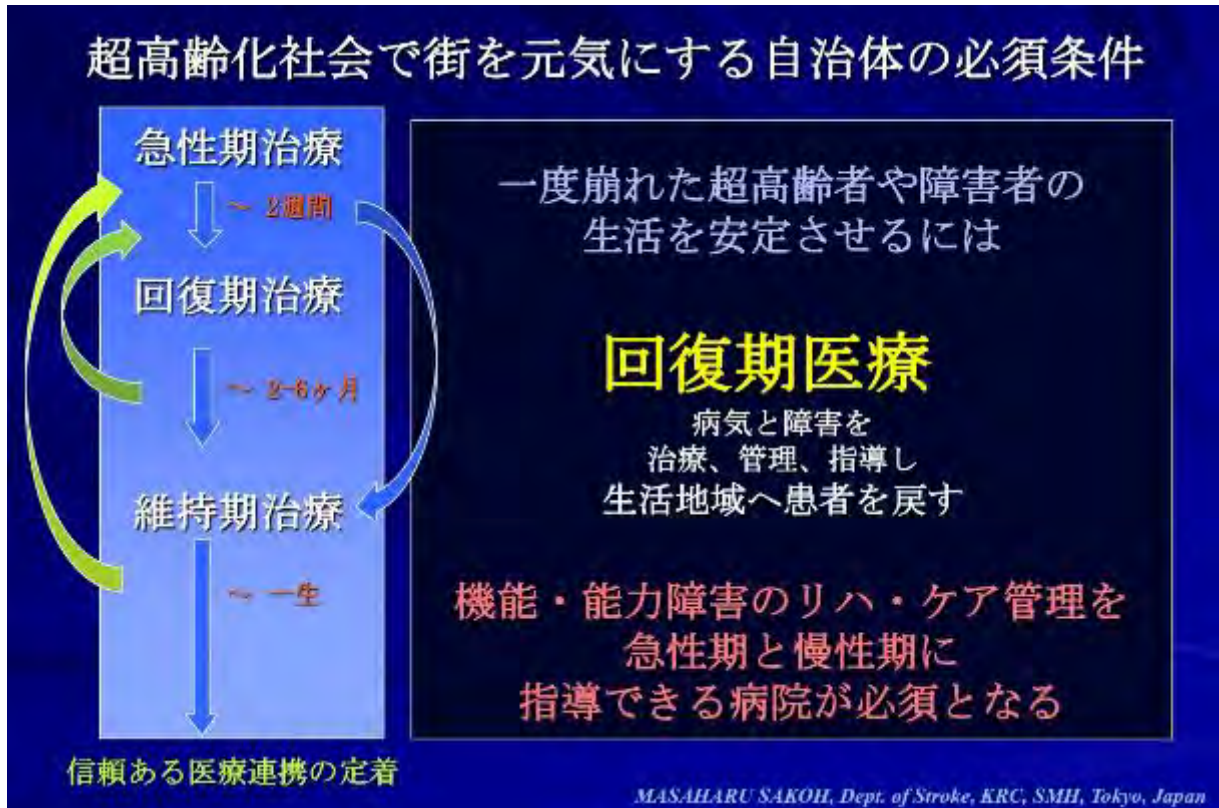 超高齢化社会で街を元気にする自治体の必須条件
急性期治療
～ 2週間
回復期治療
～ 2-6ヶ月
維持期治療
～ 一生
信頼ある医療連携の定着
一度崩れた超高齢者や障害者の
生活を安定させるには
回復期医療
病気と障害を
治療、管理、指導し
生活地域へ患者を戻す
機能・能力障害のリハ・ケア管理を
急性期と慢性期に
指導できる病院が必須となる
MASAHARU SAKOH, Dept. of Stroke, KRC, SMH, Tokyo, Japan